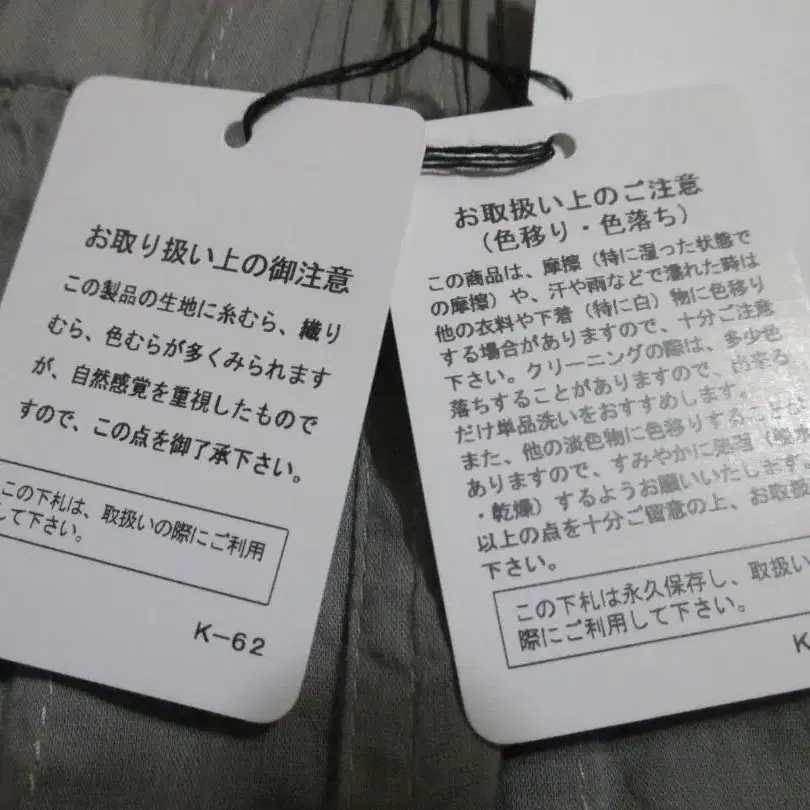 お取り扱い上の御注意
この製品の生地に糸むら、織り
むら、色むらが多くみられます
が、自然感覚を重視したもので
すので、この点を御了承下さい。
この下札は、取扱いの際にご利用
して下さい。
K-62
お取扱い上のご注意
(色移り・色落ち)
この商品は、摩擦(特に湿った状態で
の摩擦)や、汗や雨などで濡れた時は
他の衣料や下着(特に白)物に色移り
する場合がありますので、十分ご注意
下さい。クリーニングの際は、多少色
落ちすることがありますので、出来る
だけ単品洗いをおすすめします。
また、他の淡色物に色移りすること
ありますので、すみやかに処理(脱水
・乾燥)するようお願いいたします。
以上の点を十分ご留意の上、お取扱
下さい。
この下札は永久保存し、取扱い
際にご利用して下さい。
K